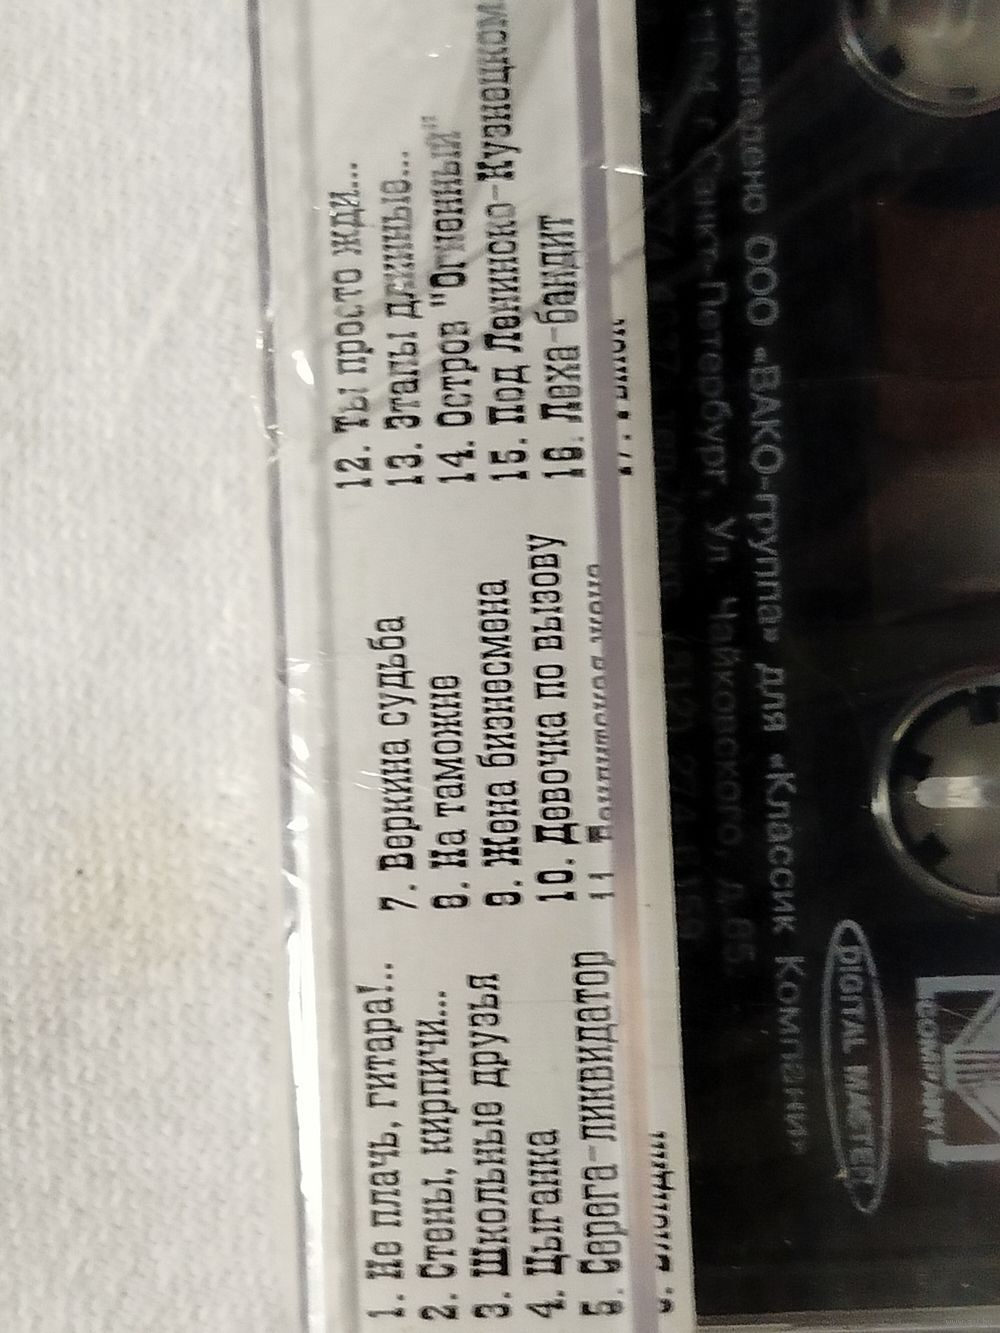 1. Не плачь, гитара!..
2. Стены, кирпичи...
3. Школьные друзья
4. Цыганка
5. Серега-ликвидатор
7. Веркина судьба
8. На таможне
9. Жена бизнесмена
10. Девочка по вызову
11
12. Ты просто жди...
13. Этапы длинные...
14. Остров "Огненный"
15. Под Ленинско-Кузнецком
16. Леха-бандит
17.
ООО «ВАКО-группа» для «Классик Компани»
г. Санкт-Петербург, ул. Чайковского, д.65
DIGITAL MASTER
COMPANY